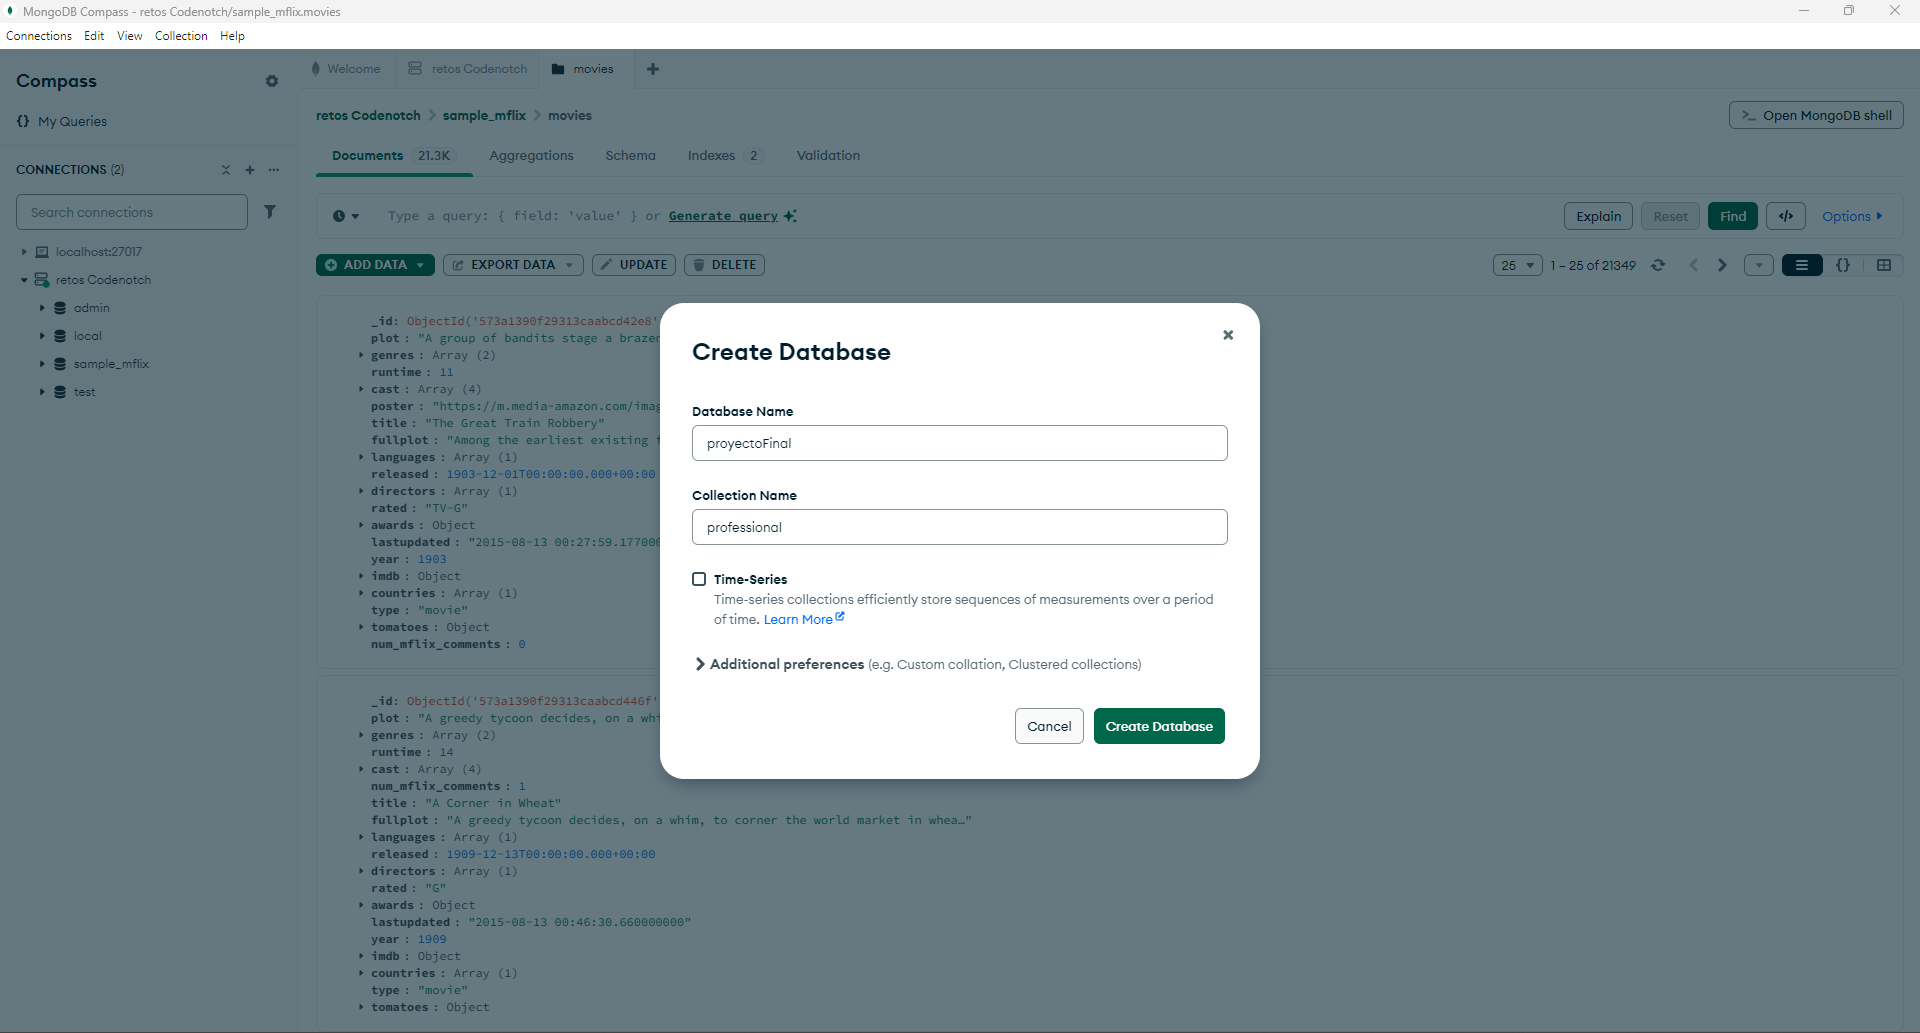 MongoDB Compass - retos Codenotch/sample_mflix.movies
Connections Edit View Collection Help
Compass
{} My Queries
CONNECTIONS (2)
Search connections
localhost:27017
retos Codenotch
admin
local
sample_mflix
test
Welcome
retos Codenotch
movies
retos Codenotch > sample_mflix > movies
>_ Open MongoDB shell
Documents 21.3K Aggregations Schema Indexes 2 Validation
Type a query: { field: 'value' } or Generate query
Explain Reset Find </> Options
ADD DATA EXPORT DATA UPDATE DELETE
25 1 – 25 of 21349 {}
_id: ObjectId('573a1390f29313caabcd42e8'
plot : "A group of bandits stage a brazen
genres : Array (2)
runtime : 11
cast : Array (4)
poster : "https://m.media-amazon.com/imag
title : "The Great Train Robbery"
fullplot : "Among the earliest existing f
languages : Array (1)
released : 1903-12-01T00:00:00.000+00:00
directors : Array (1)
rated : "TV-G"
awards : Object
lastupdated : "2015-08-13 00:27:59.177000
year : 1903
imdb : Object
countries : Array (1)
type : "movie"
tomatoes : Object
num_mflix_comments : 0
_id: ObjectId('573a1390f29313caabcd446f'
plot : "A greedy tycoon decides, on a whi
genres : Array (2)
runtime : 14
cast : Array (4)
num_mflix_comments : 1
title : "A Corner in Wheat"
fullplot : "A greedy tycoon decides, on a whim, to corner the world market in whea…"
languages : Array (1)
released : 1909-12-13T00:00:00.000+00:00
directors : Array (1)
rated : "G"
awards : Object
lastupdated : "2015-08-13 00:46:30.660000000"
year : 1909
imdb : Object
countries : Array (1)
type : "movie"
tomatoes : Object
Create Database
Database Name
proyectoFinal
Collection Name
professional
Time-Series
Time-series collections efficiently store sequences of measurements over a period
of time. Learn More
Additional preferences (e.g. Custom collation, Clustered collections)
Cancel Create Database